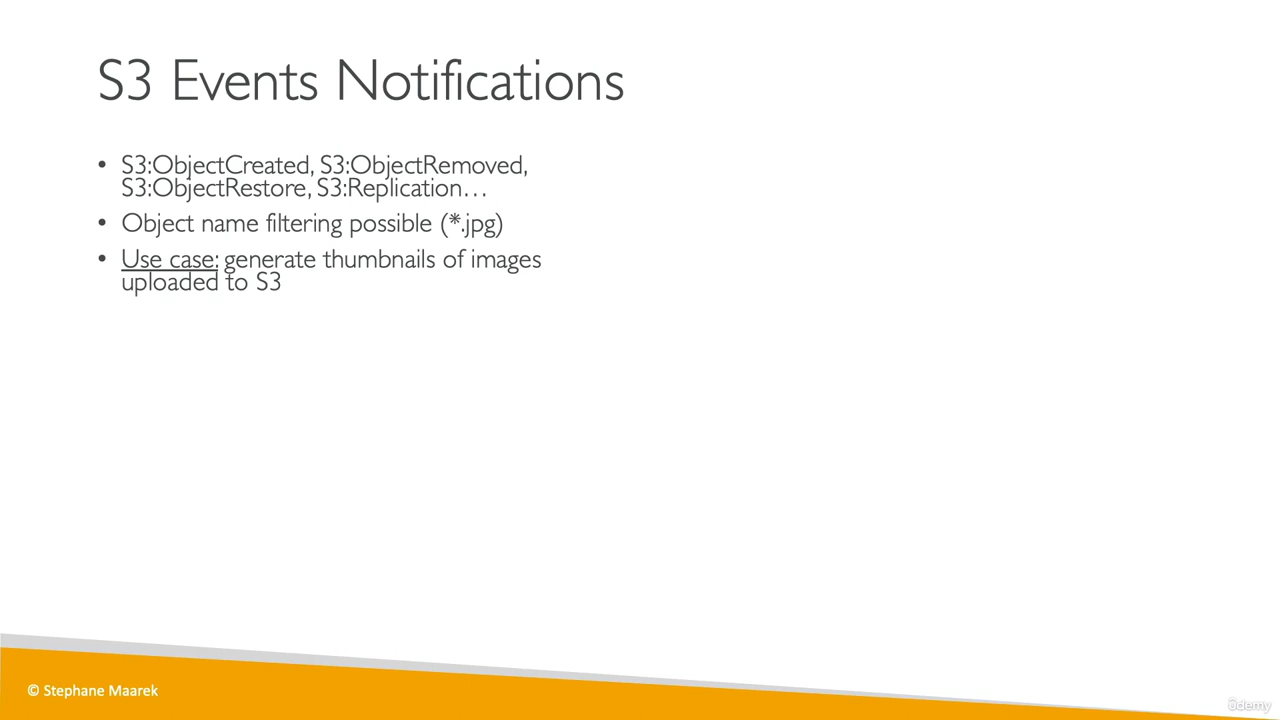 S3 Events Notifications
• S3:ObjectCreated, S3:ObjectRemoved,
S3:ObjectRestore, S3:Replication…
• Object name filtering possible (*.jpg)
• Use case: generate thumbnails of images
uploaded to S3
© Stephane Maarek
ûdemy